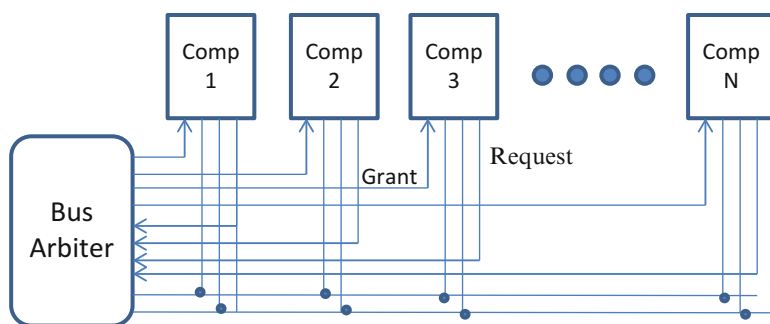 Comp
1
Comp
2
Comp
3
Comp
N
Request
Grant
Bus
Arbiter